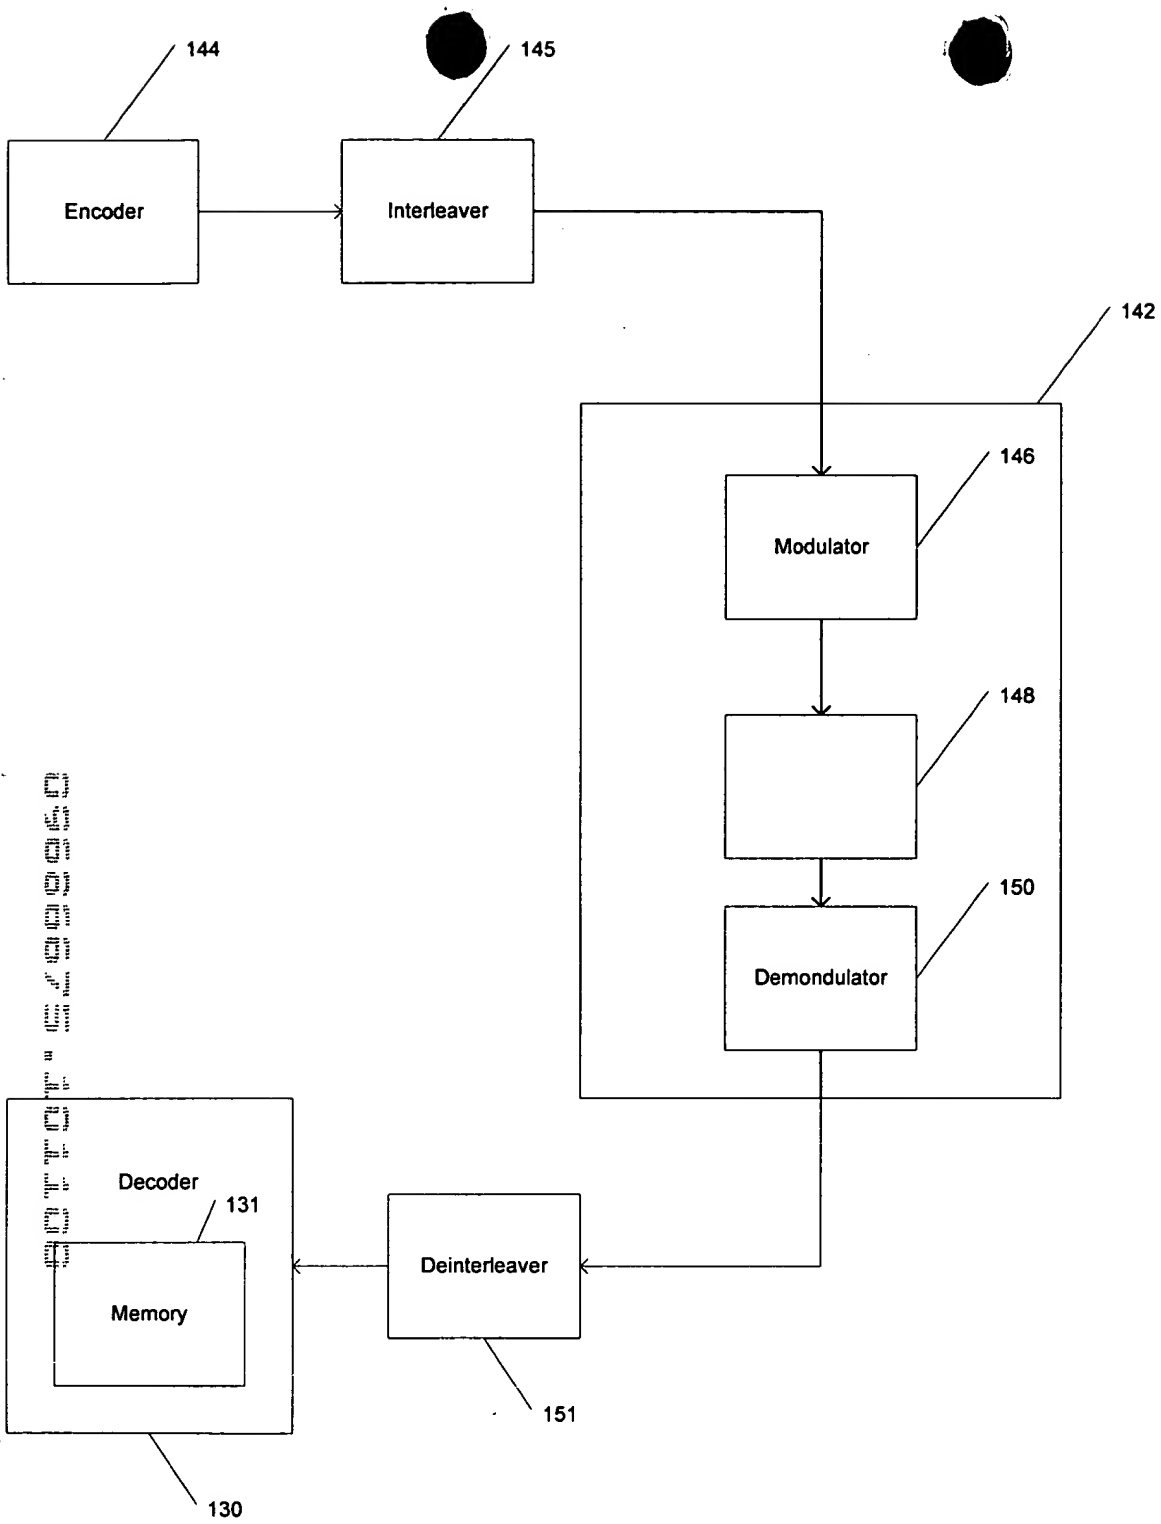 144
145
Encoder
Interleaver
142
146
Modulator
148
150
Demondulator
Decoder
131
Deinterleaver
Memory
151
130